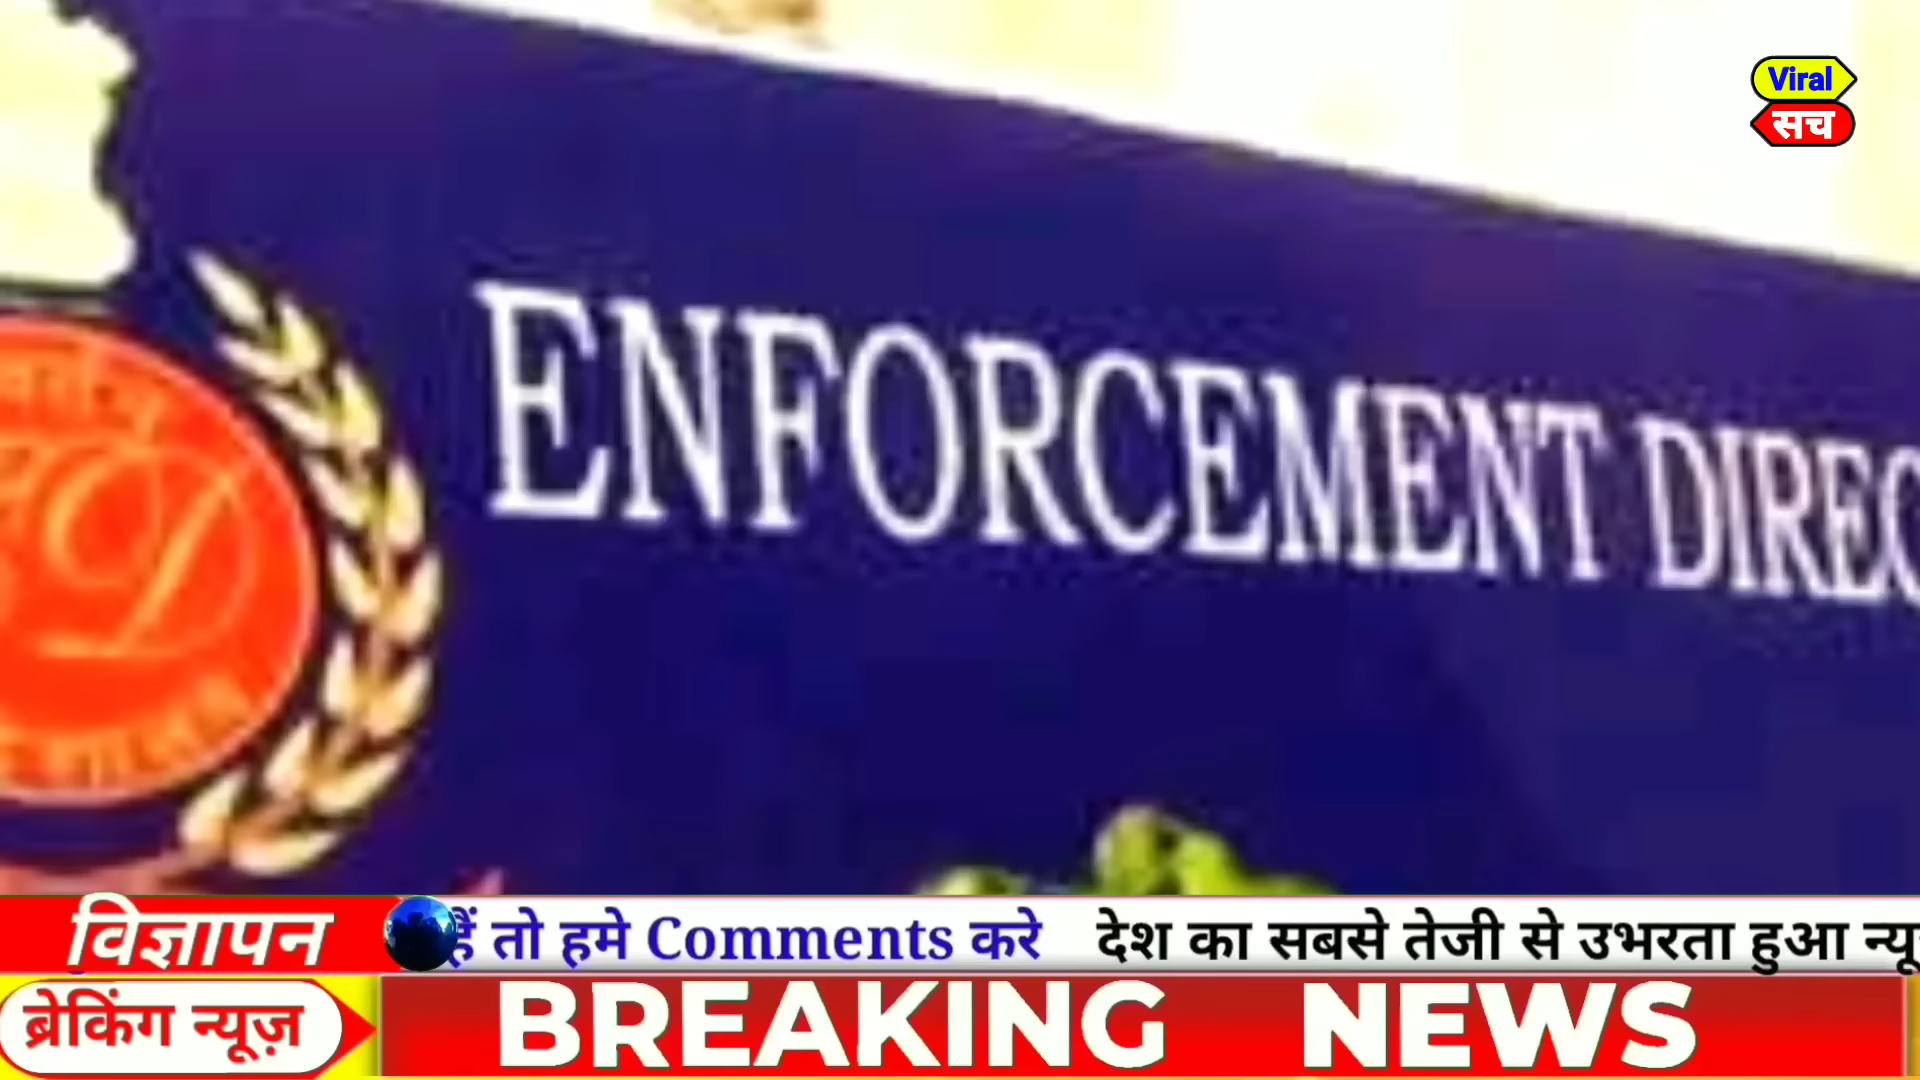 Viral
सच
ENFORCEMENT DIREC
विज्ञापन
हैं तो हमे Comments करे देश का सबसे तेजी से उभरता हुआ न्यू
ब्रेकिंग न्यूज़
BREAKING NEWS